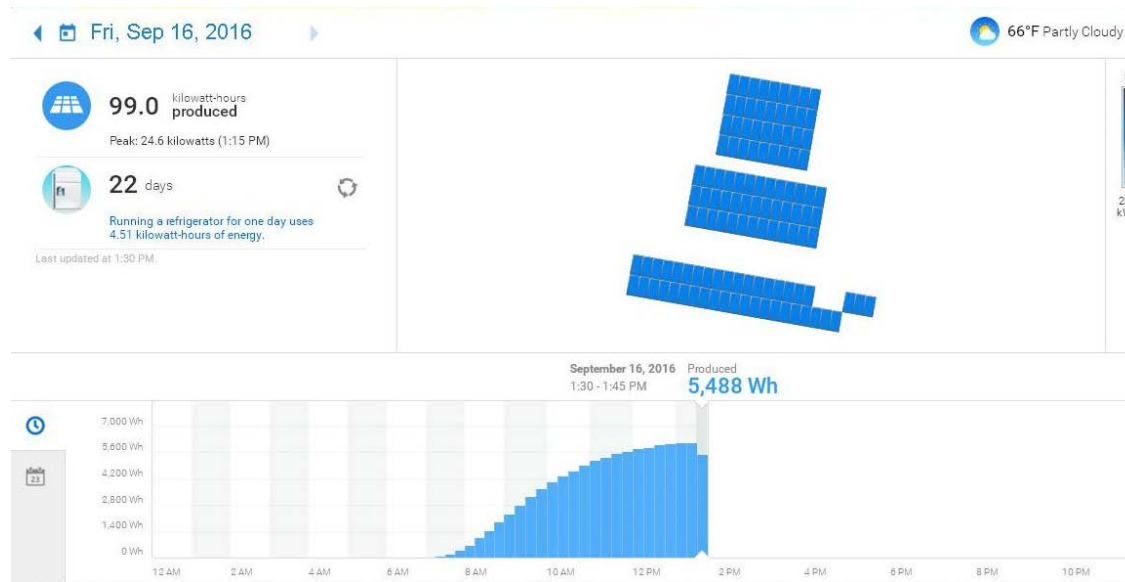 Fri, Sep 16, 2016
66°F Partly Cloudy
99.0 kilowatt-hours produced
Peak: 24.6 kilowatts (1:15 PM)
22 days
Running a refrigerator for one day uses
4.51 kilowatt-hours of energy.
Last updated at 1:30 PM.
2
k
September 16, 2016 Produced
1:30 - 1:45 PM 5,488 Wh
7,000 Wh
5,600 Wh
4,200 Wh
23
2,800 Wh
1,400 Wh
0 Wh
12 AM 2 AM 4 AM 6 AM 8 AM 10 AM 12 PM 2 PM 4 PM 6 PM 8 PM 10 PM